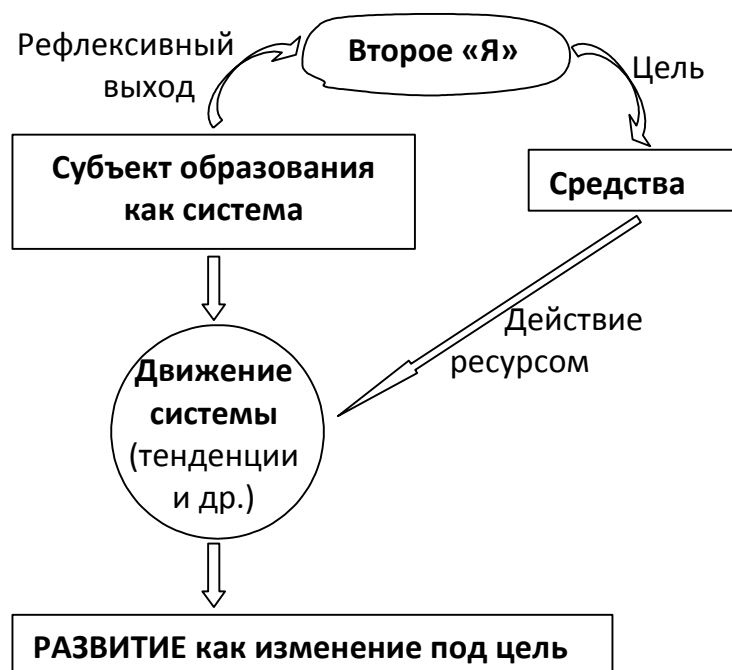 Рефлексивный
выход
Второе «Я»
Цель
Субъект образования
как система
Средства
Действие
ресурсом
Движение
системы
(тенденции
и др.)
РАЗВИТИЕ как изменение под цель